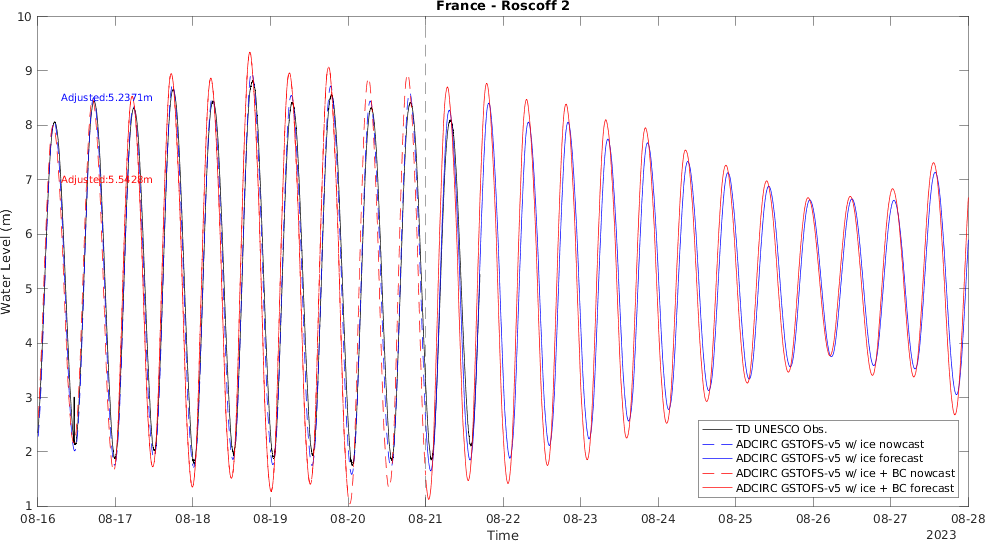 France - Roscoff 2
Water Level (m)
10
9
8
7
6
5
4
3
2
1
Adjusted:5.2371m
Adjusted:5.5428m
TD UNESCO Obs.
ADCIRC GSTOFS-v5 w/ ice nowcast
ADCIRC GSTOFS-v5 w/ ice forecast
ADCIRC GSTOFS-v5 w/ ice + BC nowcast
ADCIRC GSTOFS-v5 w/ ice + BC forecast
08-16 08-17 08-18 08-19 08-20 08-21 08-22 08-23 08-24 08-25 08-26 08-27 08-28
Time
2023